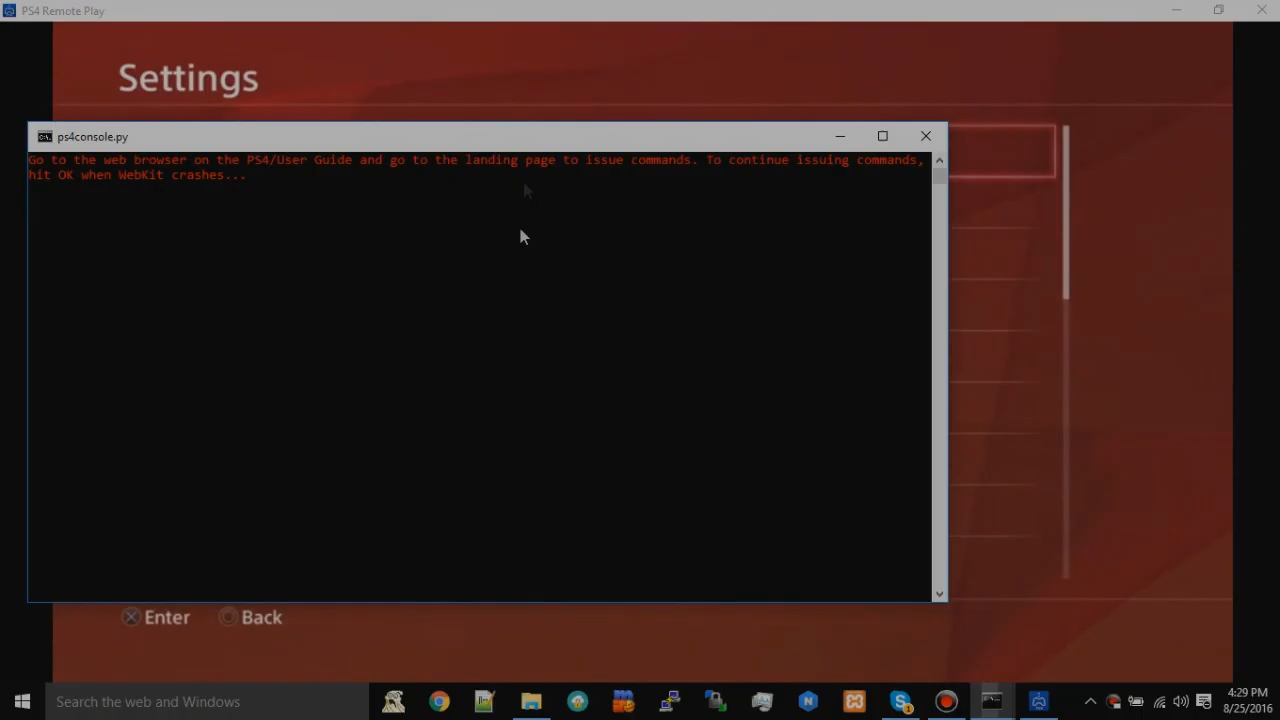 PS4 Remote Play
Settings
ps4console.py
Go to the web browser on the PS4/User Guide and go to the landing page to issue commands. To continue issuing commands,
hit OK when WebKit crashes...
Enter
Back
Search the web and Windows
4:29 PM
8/25/2016